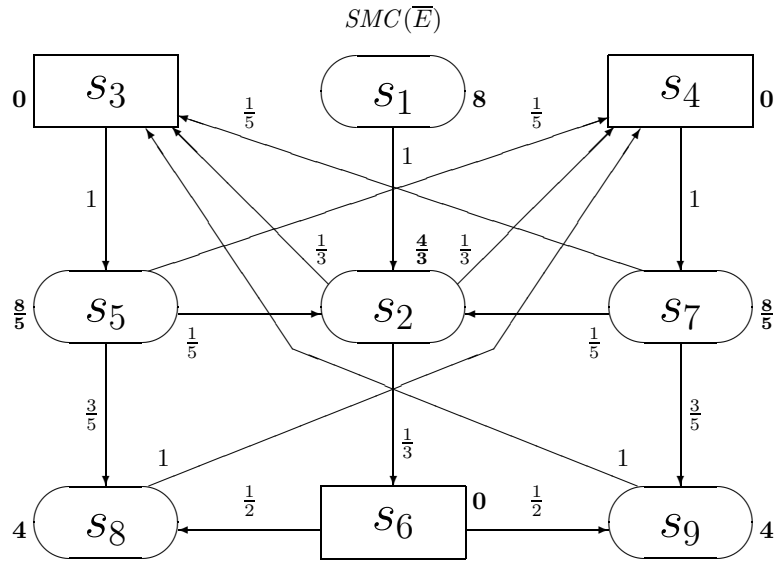 SMC(E̅)
0 s₃ s₁ 8 s₄ 0
1/5 1/5
1
1 1
1/3 4/3 1/3
8/5 s₅ s₂ s₇ 8/5
1/5 1/5
3/5 3/5
1/3
1 1
1/2 0 1/2
4 s₈ s₆ s₉ 4